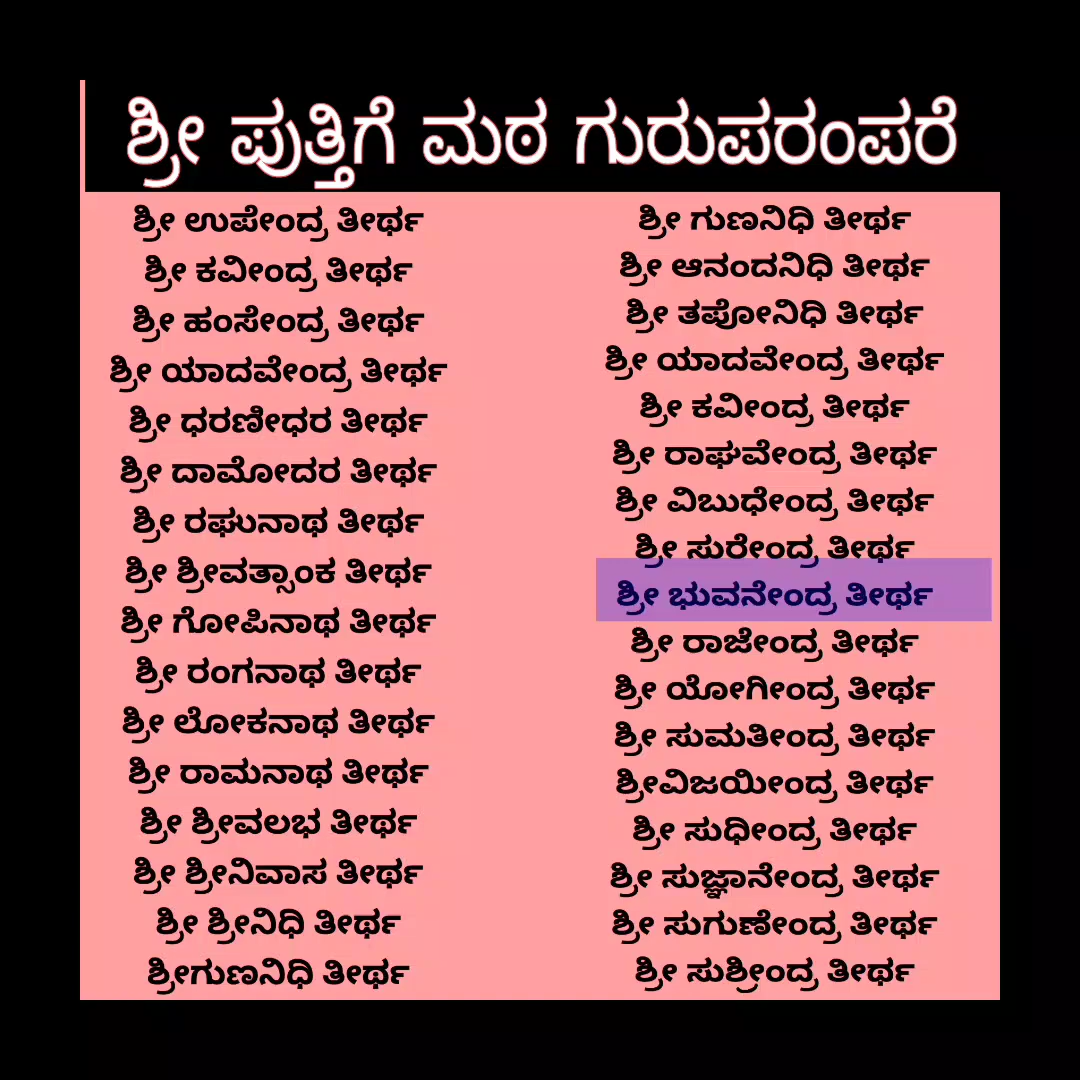 ಶ್ರೀ ಪುತ್ತಿಗೆ ಮಠ ಗುರುಪರಂಪರೆ
ಶ್ರೀ ಉಪೇಂದ್ರ ತೀರ್ಥ
ಶ್ರೀ ಕವೀಂದ್ರ ತೀರ್ಥ
ಶ್ರೀ ಹಂಸೇಂದ್ರ ತೀರ್ಥ
ಶ್ರೀ ಯಾದವೇಂದ್ರ ತೀರ್ಥ
ಶ್ರೀ ಧರಣೀಧರ ತೀರ್ಥ
ಶ್ರೀ ದಾಮೋದರ ತೀರ್ಥ
ಶ್ರೀ ರಘುನಾಥ ತೀರ್ಥ
ಶ್ರೀ ಶ್ರೀವತ್ಸಾಂಕ ತೀರ್ಥ
ಶ್ರೀ ಗೋಪಿನಾಥ ತೀರ್ಥ
ಶ್ರೀ ರಂಗನಾಥ ತೀರ್ಥ
ಶ್ರೀ ಲೋಕನಾಥ ತೀರ್ಥ
ಶ್ರೀ ರಾಮನಾಥ ತೀರ್ಥ
ಶ್ರೀ ಶ್ರೀವಲಭ ತೀರ್ಥ
ಶ್ರೀ ಶ್ರೀನಿವಾಸ ತೀರ್ಥ
ಶ್ರೀ ಶ್ರೀನಿಧಿ ತೀರ್ಥ
ಶ್ರೀಗುಣನಿಧಿ ತೀರ್ಥ
ಶ್ರೀ ಗುಣನಿಧಿ ತೀರ್ಥ
ಶ್ರೀ ಆನಂದನಿಧಿ ತೀರ್ಥ
ಶ್ರೀ ತಪೋನಿಧಿ ತೀರ್ಥ
ಶ್ರೀ ಯಾದವೇಂದ್ರ ತೀರ್ಥ
ಶ್ರೀ ಕವೀಂದ್ರ ತೀರ್ಥ
ಶ್ರೀ ರಾಘವೇಂದ್ರ ತೀರ್ಥ
ಶ್ರೀ ವಿಬುಧೇಂದ್ರ ತೀರ್ಥ
ಶ್ರೀ ಸುರೇಂದ್ರ ತೀರ್ಥ
ಶ್ರೀ ಭುವನೇಂದ್ರ ತೀರ್ಥ
ಶ್ರೀ ರಾಜೇಂದ್ರ ತೀರ್ಥ
ಶ್ರೀ ಯೋಗೀಂದ್ರ ತೀರ್ಥ
ಶ್ರೀ ಸುಮತೀಂದ್ರ ತೀರ್ಥ
ಶ್ರೀವಿಜಯೀಂದ್ರ ತೀರ್ಥ
ಶ್ರೀ ಸುಧೀಂದ್ರ ತೀರ್ಥ
ಶ್ರೀ ಸುಜ್ಞಾನೇಂದ್ರ ತೀರ್ಥ
ಶ್ರೀ ಸುಗುಣೇಂದ್ರ ತೀರ್ಥ
ಶ್ರೀ ಸುಶ್ರೀಂದ್ರ ತೀರ್ಥ